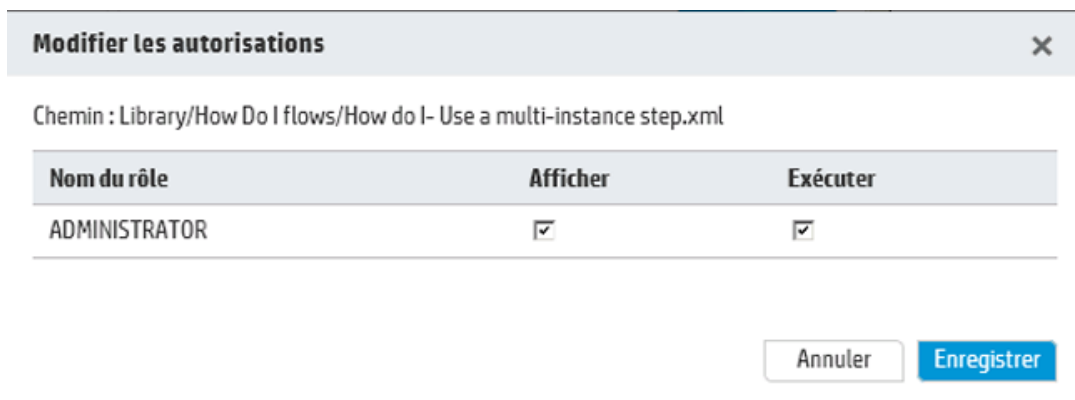 Modifier les autorisations
Chemin : Library/How Do I flows/How do I- Use a multi-instance step.xml
Nom du rôle Afficher Exécuter
ADMINISTRATOR
Annuler Enregistrer